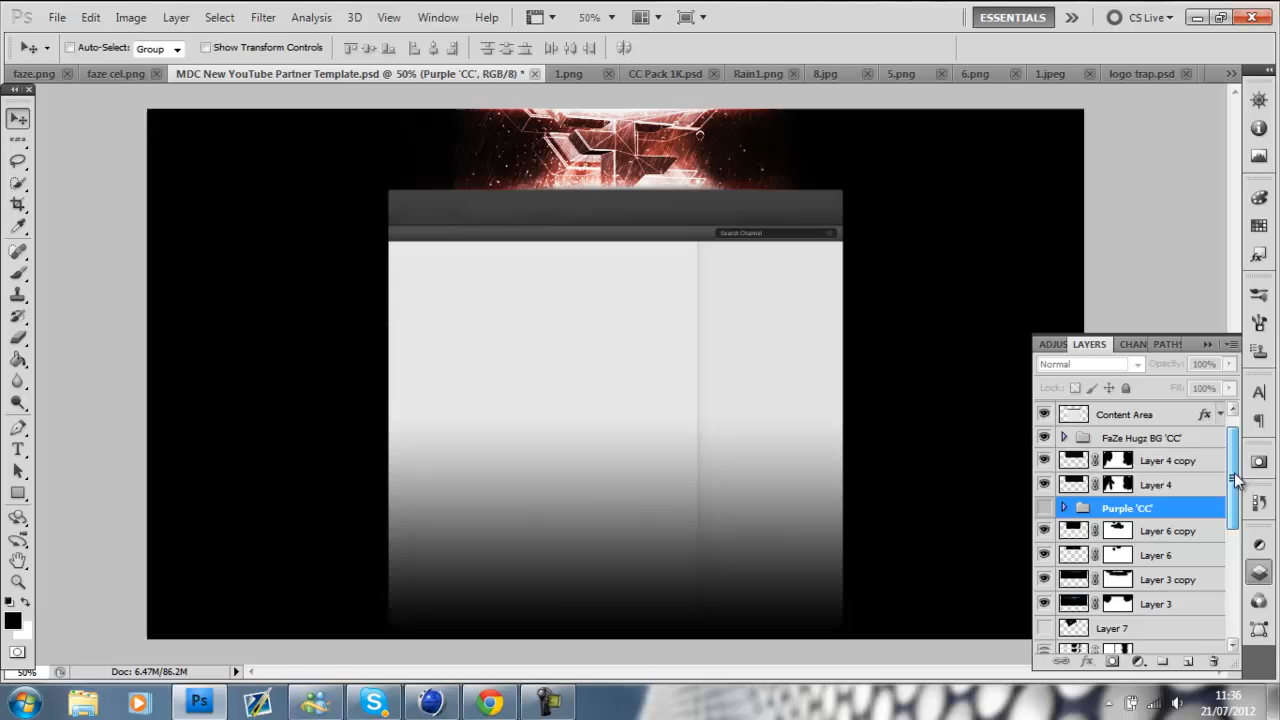 Ps File Edit Image Layer Select Filter Analysis 3D View Window Help 50% ESSENTIALS CS Live
Auto-Select: Group Show Transform Controls
faze.png faze cel.png MDC New YouTube Partner Template.psd @ 50% (Purple 'CC', RGB/8) * 1.png CC Pack 1K.psd Rain1.png 8.jpg 5.png 6.png 1.jpeg logo trap.psd
Search Channel
ADJUS LAYERS CHAN PATHS
Normal Opacity: 100%
Lock: Fill: 100%
Content Area fx
FaZe Hugz BG 'CC'
Layer 4 copy
Layer 4
Purple 'CC'
Layer 6 copy
Layer 6
Layer 3 copy
Layer 3
Layer 7
50% Doc: 6.47M/86.2M
11:36
21/07/2012